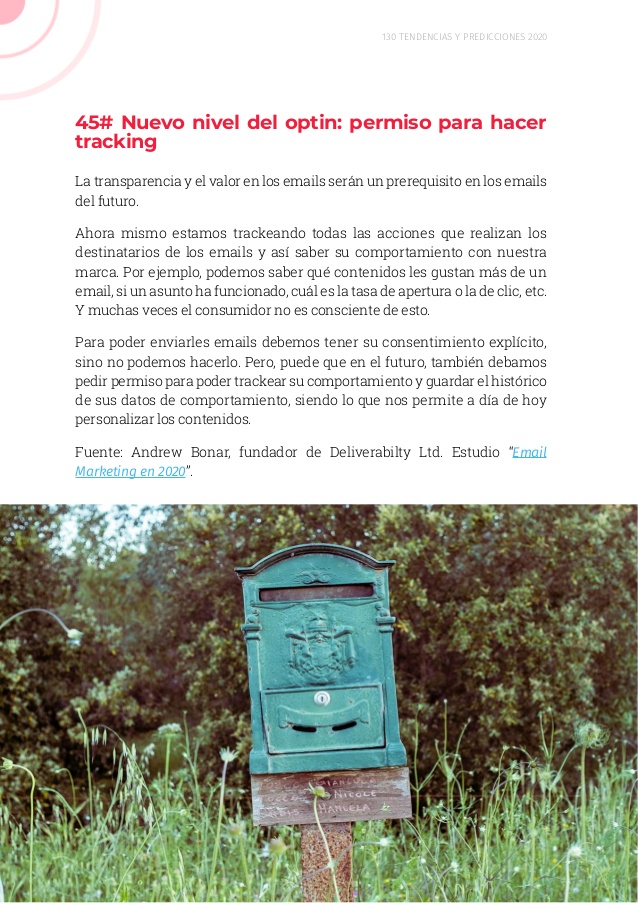 130 TENDENCIAS Y PREDICCIONES 2020
45# Nuevo nivel del optin: permiso para hacer
tracking
La transparencia y el valor en los emails serán un prerequisito en los emails
del futuro.
Ahora mismo estamos trackeando todas las acciones que realizan los
destinatarios de los emails y así saber su comportamiento con nuestra
marca. Por ejemplo, podemos saber qué contenidos les gustan más de un
email, si un asunto ha funcionado, cuál es la tasa de apertura o la de clic, etc.
Y muchas veces el consumidor no es consciente de esto.
Para poder enviarles emails debemos tener su consentimiento explícito,
sino no podemos hacerlo. Pero, puede que en el futuro, también debamos
pedir permiso para poder trackear su comportamiento y guardar el histórico
de sus datos de comportamiento, siendo lo que nos permite a día de hoy
personalizar los contenidos.
Fuente: Andrew Bonar, fundador de Deliverabilty Ltd. Estudio “Email
Marketing en 2020”.
NICOLE